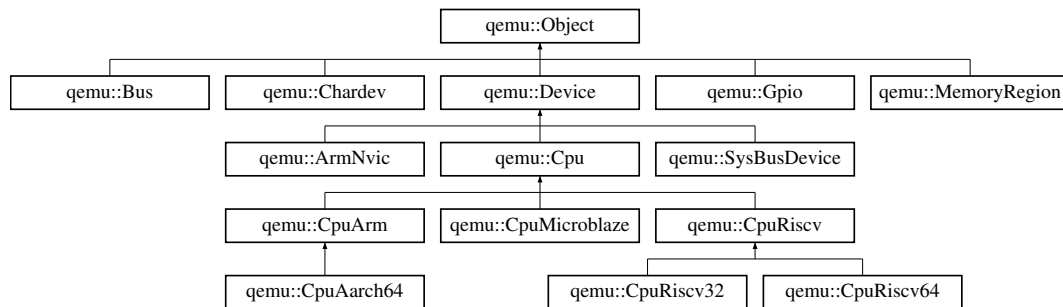 qemu::Object
qemu::Bus
qemu::Chardev
qemu::Device
qemu::Gpio
qemu::MemoryRegion
qemu::ArmNvic
qemu::Cpu
qemu::SysBusDevice
qemu::CpuArm
qemu::CpuMicroblaze
qemu::CpuRiscv
qemu::CpuAarch64
qemu::CpuRiscv32
qemu::CpuRiscv64